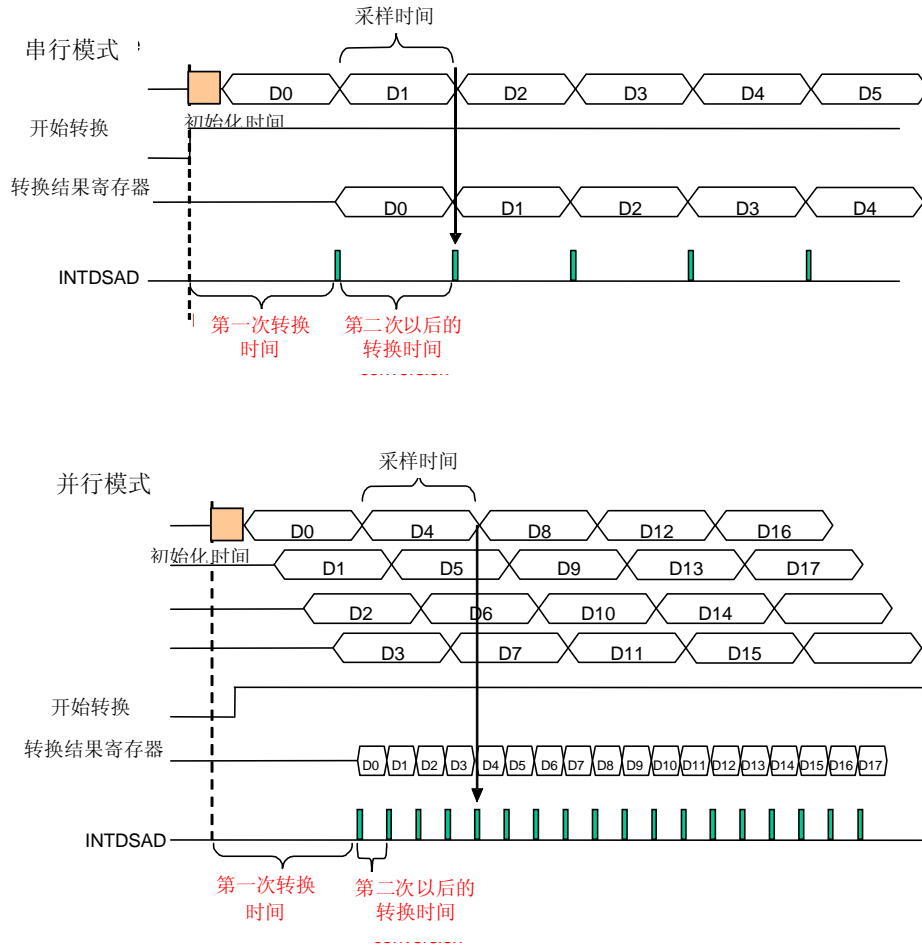 采样时间
串行模式
D0 D1 D2 D3 D4 D5
初始化时间
开始转换
转换结果寄存器
D0 D1 D2 D3 D4
INTDSAD
第一次转换
时间
第二次以后的
转换时间
采样时间
并行模式
D0 D4 D8 D12 D16
初始化时间
D1 D5 D9 D13 D17
D2 D6 D10 D14
D3 D7 D11 D15
开始转换
转换结果寄存器
D0 D1 D2 D3 D4 D5 D6 D7 D8 D9 D10 D11 D12 D13 D14 D15 D16 D17
INTDSAD
第一次转换
时间
第二次以后的
转换时间